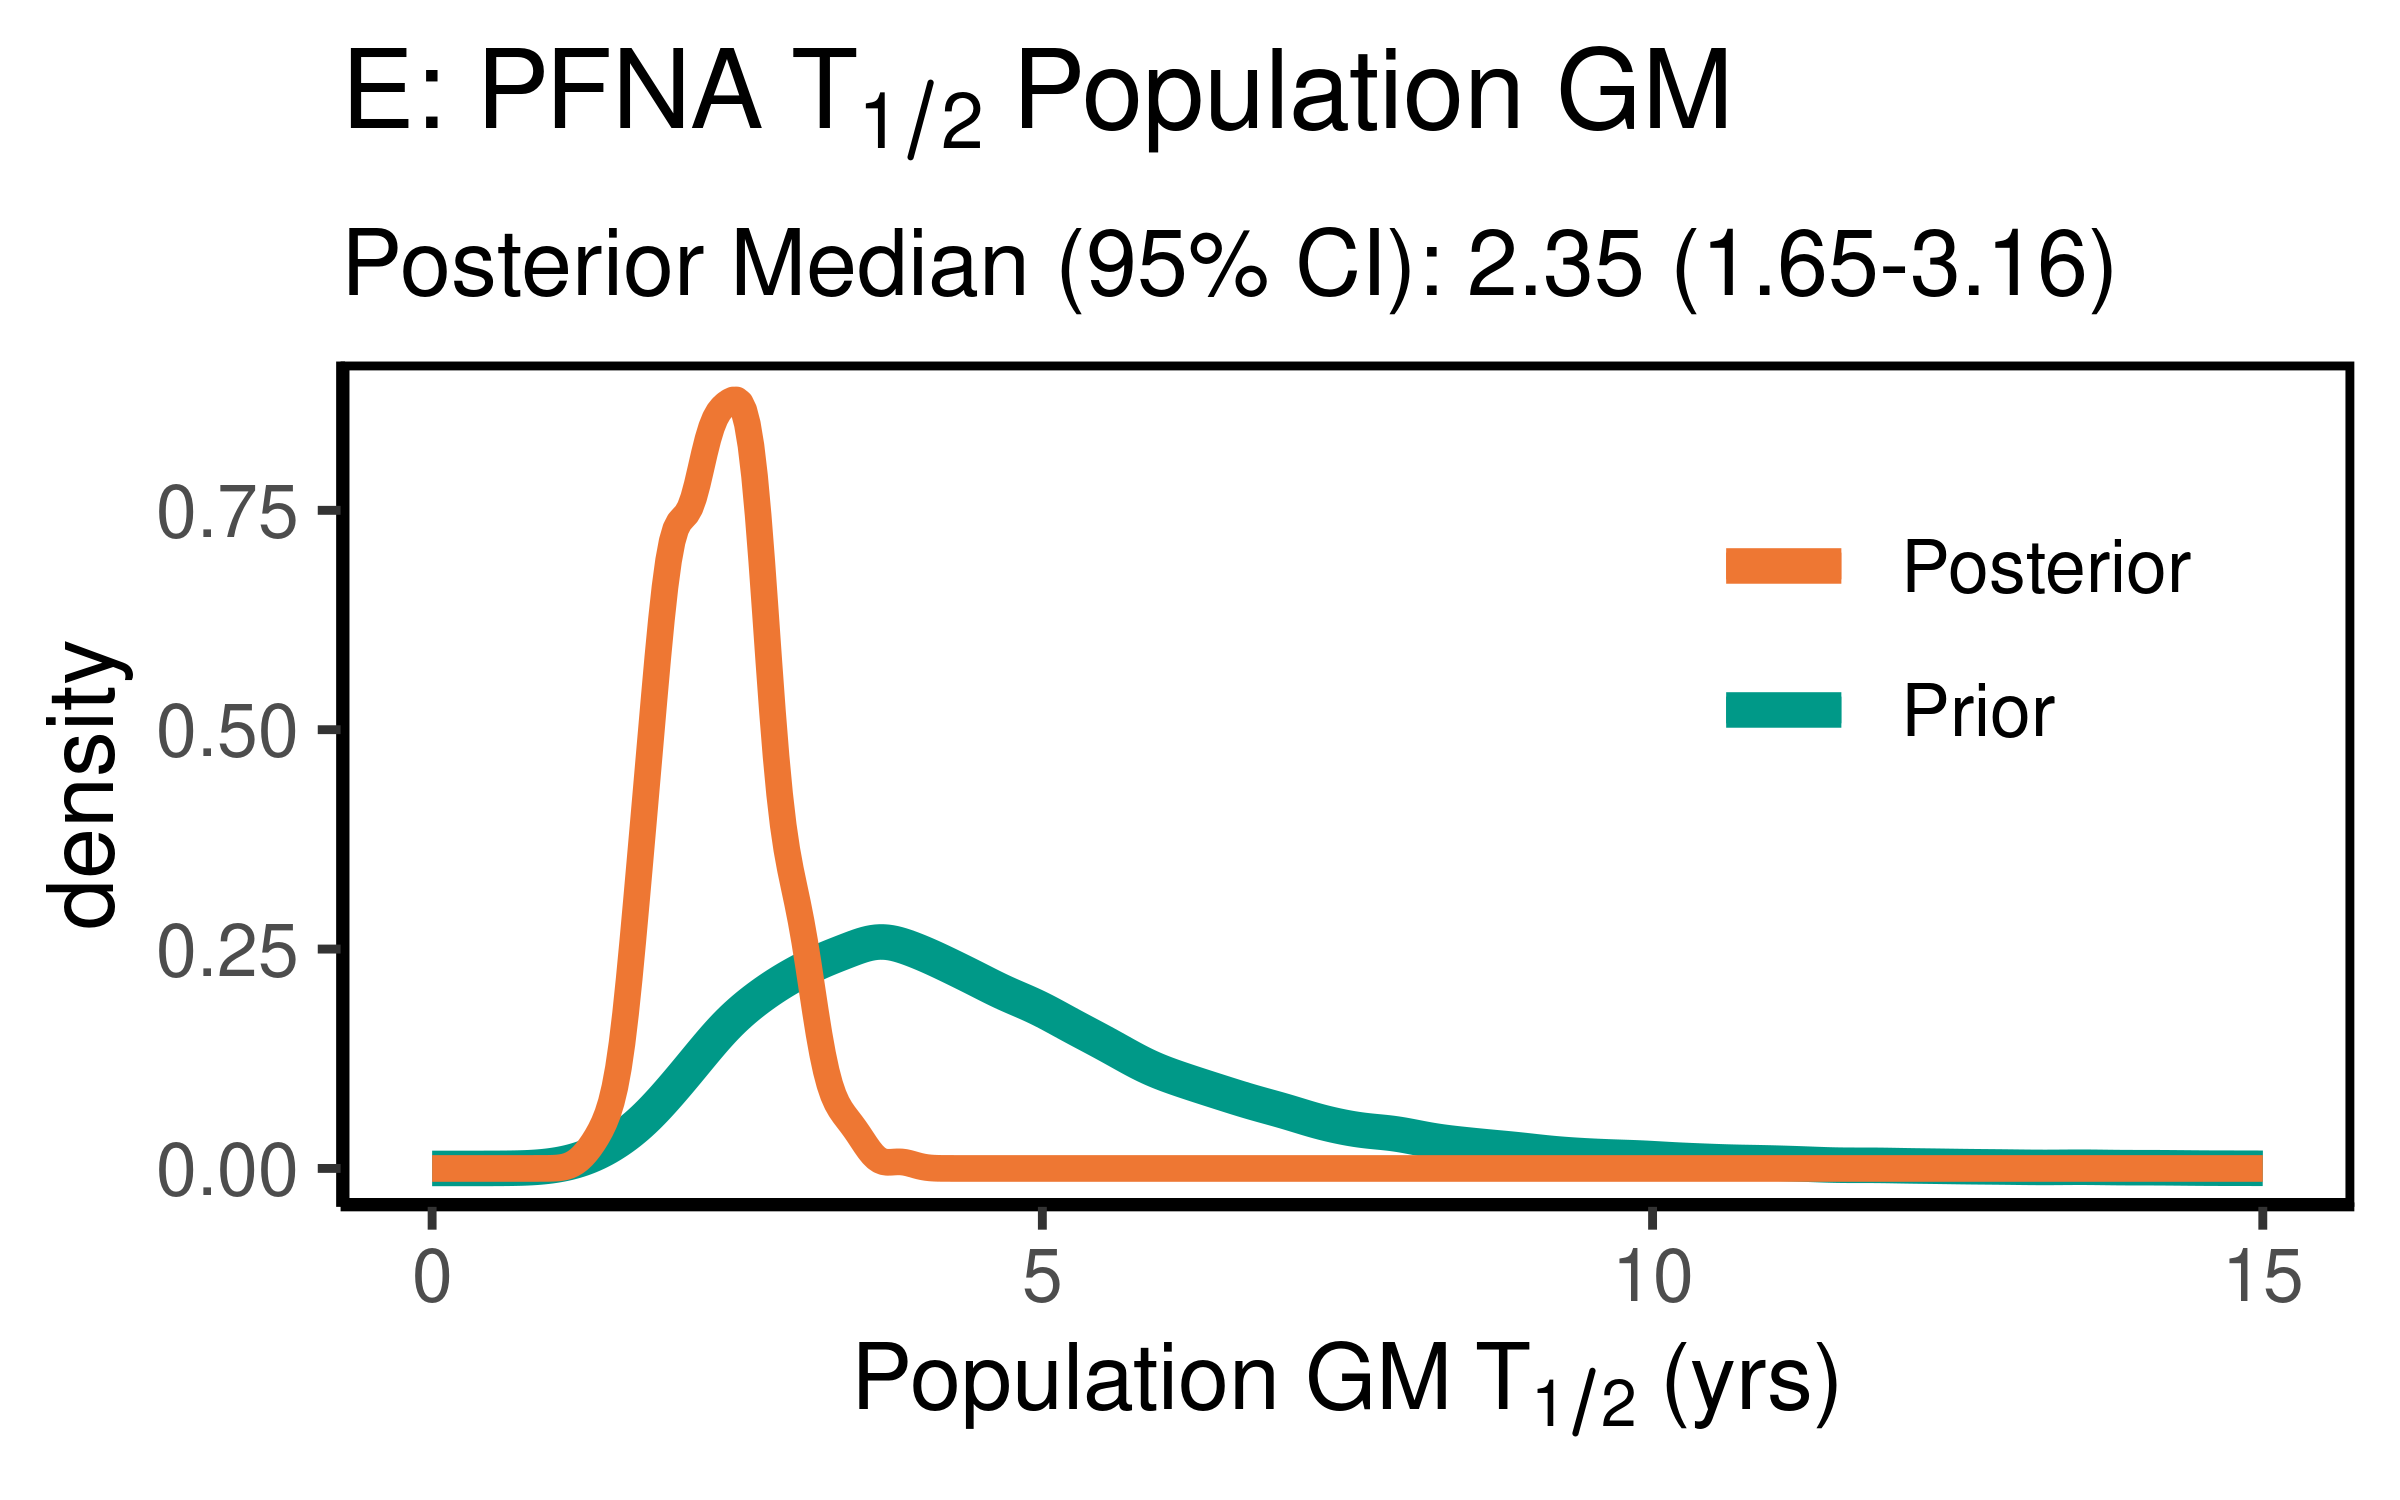 E: PFNA T1/2 Population GM
Posterior Median (95% CI): 2.35 (1.65-3.16)
density
0.75
0.50
0.25
0.00
Posterior
Prior
0 5 10 15
Population GM T1/2 (yrs)